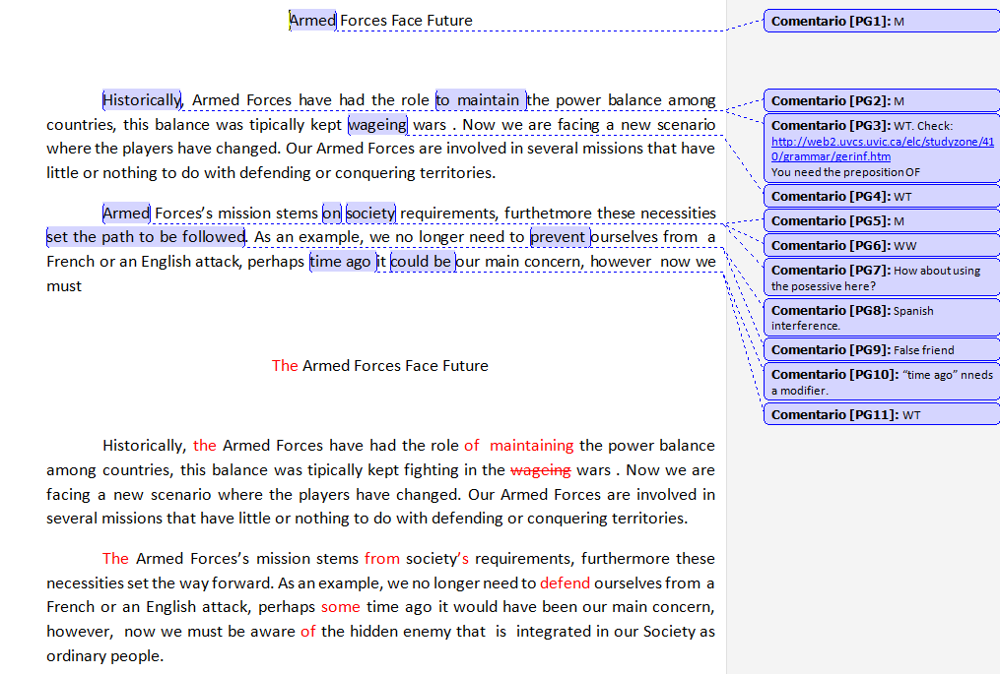 Armed Forces Face Future
Historically, Armed Forces have had the role to maintain the power balance among
countries, this balance was tipically kept wageing wars . Now we are facing a new scenario
where the players have changed. Our Armed Forces are involved in several missions that have
little or nothing to do with defending or conquering territories.
Armed Forces’s mission stems on society requirements, furthetmore these necessities
set the path to be followed. As an example, we no longer need to prevent ourselves from a
French or an English attack, perhaps time ago it could be our main concern, however now we
must
The Armed Forces Face Future
Historically, the Armed Forces have had the role of maintaining the power balance
among countries, this balance was tipically kept fighting in the wageing wars . Now we are
facing a new scenario where the players have changed. Our Armed Forces are involved in
several missions that have little or nothing to do with defending or conquering territories.
The Armed Forces’s mission stems from society’s requirements, furthermore these
necessities set the way forward. As an example, we no longer need to defend ourselves from a
French or an English attack, perhaps some time ago it would have been our main concern,
however, now we must be aware of the hidden enemy that is integrated in our Society as
ordinary people.
Comentario [PG1]: M
Comentario [PG2]: M
Comentario [PG3]: WT. Check:
http://web2.uvcs.uvic.ca/elc/studyzone/41
0/grammar/gerinf.htm
You need the preposition OF
Comentario [PG4]: WT
Comentario [PG5]: M
Comentario [PG6]: WW
Comentario [PG7]: How about using
the posessive here?
Comentario [PG8]: Spanish
interference.
Comentario [PG9]: False friend
Comentario [PG10]: “time ago” nneds
a modifier.
Comentario [PG11]: WT